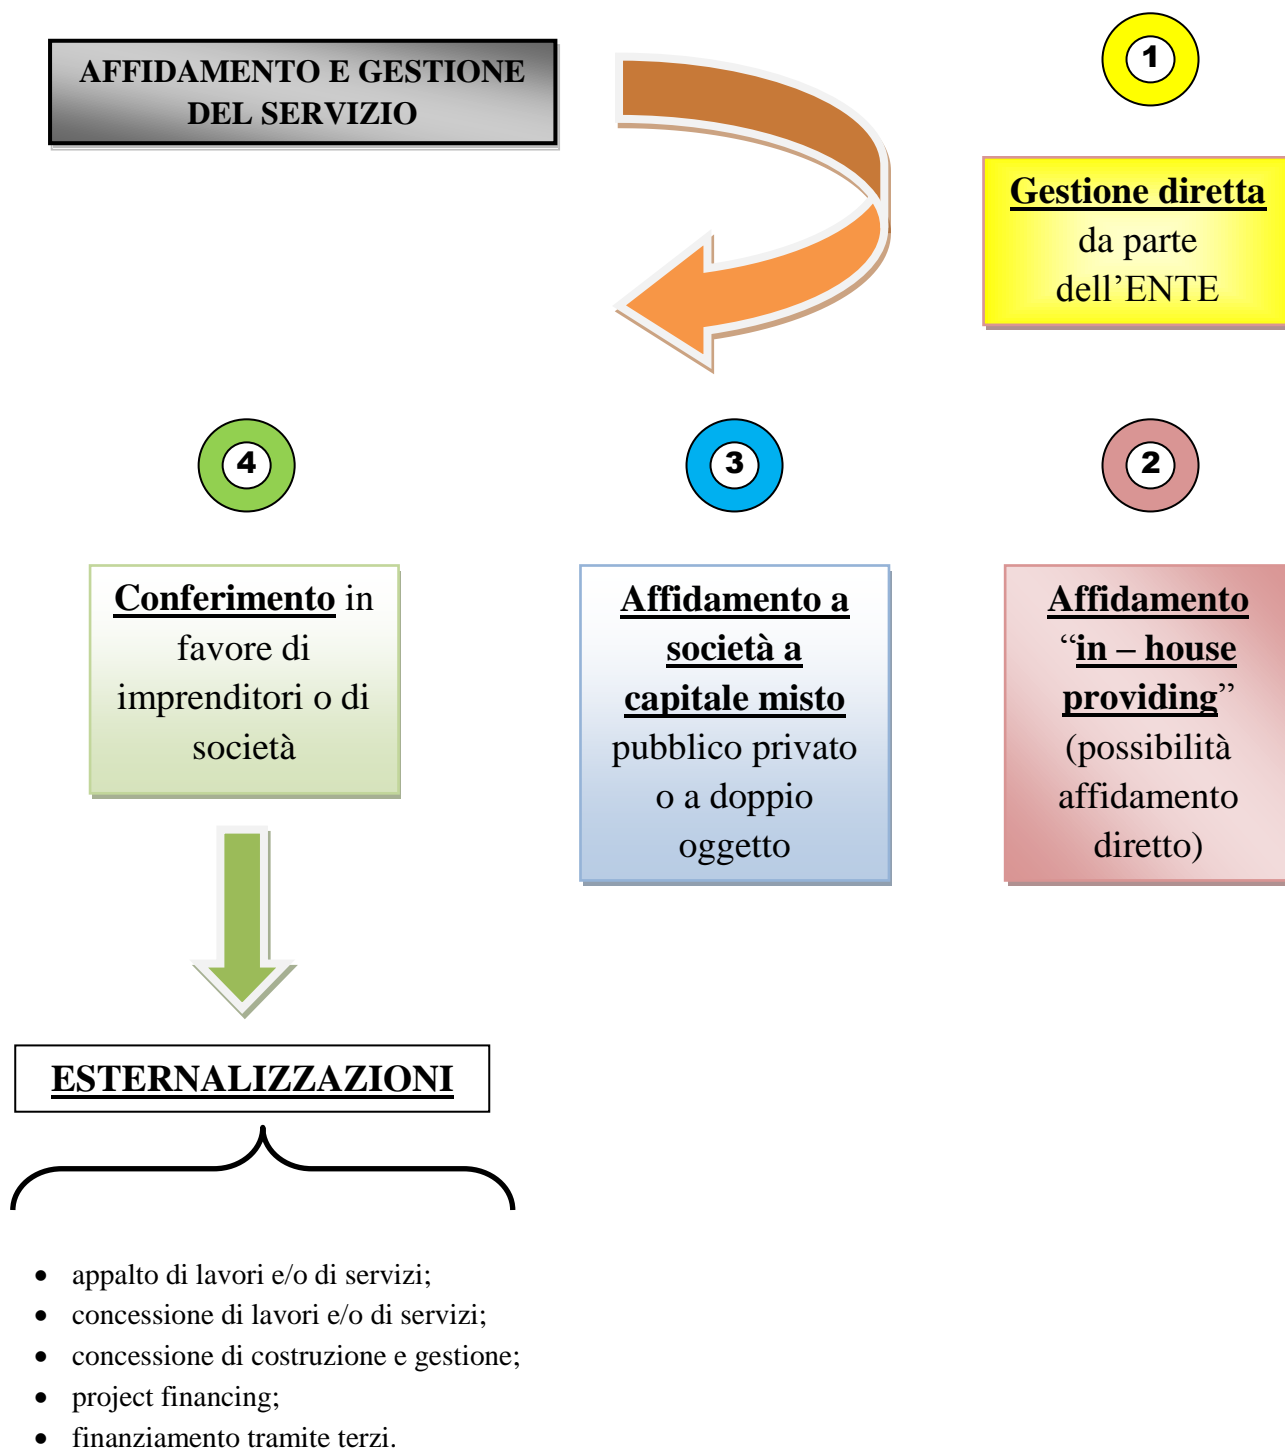 AFFIDAMENTO E GESTIONE
DEL SERVIZIO
1
Gestione diretta
da parte
dell’ENTE
2
Affidamento
“in – house
providing”
(possibilità
affidamento
diretto)
3
Affidamento a
società a
capitale misto
pubblico privato
o a doppio
oggetto
4
Conferimento in
favore di
imprenditori o di
società
ESTERNALIZZAZIONI
• appalto di lavori e/o di servizi;
• concessione di lavori e/o di servizi;
• concessione di costruzione e gestione;
• project financing;
• finanziamento tramite terzi.